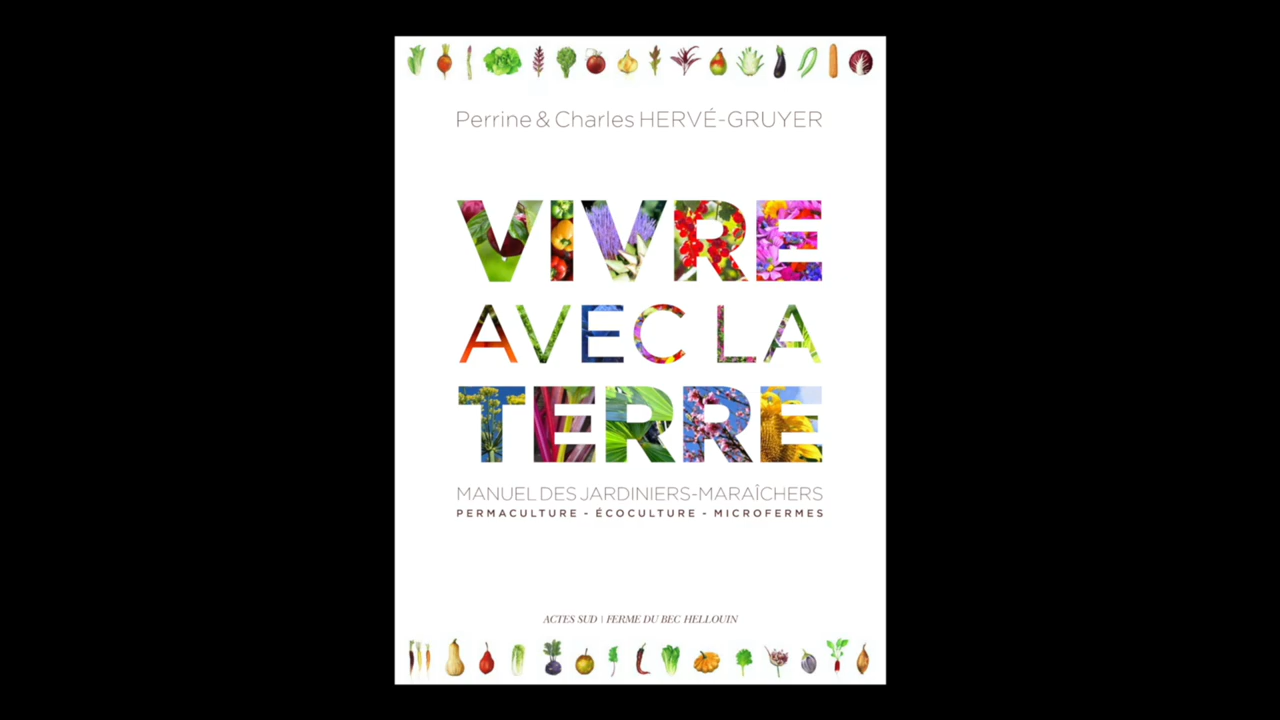 Perrine & Charles HERVÉ-GRUYER
VIVRE
AVEC LA
TERRE
MANUEL DES JARDINIERS-MARAÎCHERS
PERMACULTURE - ÉCOCULTURE - MICROFERMES
ACTES SUD | FERME DU BEC HELLOUIN